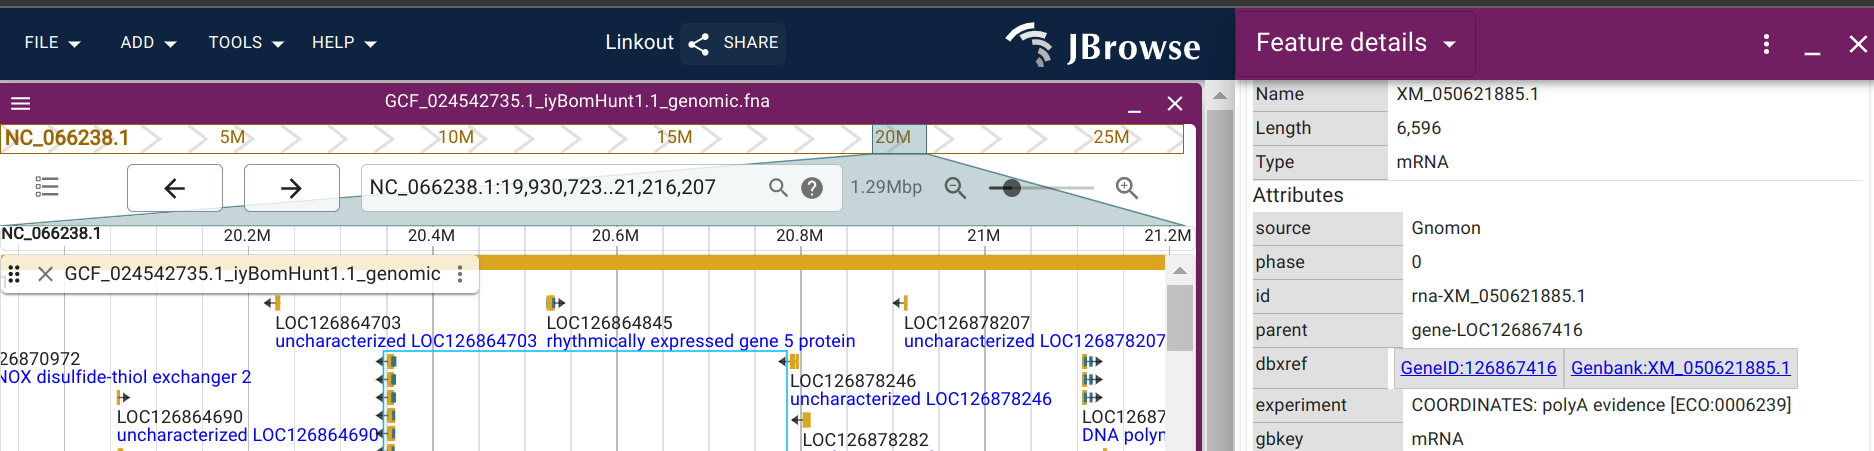 FILE ADD TOOLS HELP Linkout SHARE JBrowse
GCF_024542735.1_iyBomHunt1.1_genomic.fna
NC_066238.1 5M 10M 15M 20M 25M
NC_066238.1:19,930,723..21,216,207 1.29Mbp
NC_066238.1 20.2M 20.4M 20.6M 20.8M 21M 21.2M
GCF_024542735.1_iyBomHunt1.1_genomic
LOC126864703 LOC126864845 LOC126878207
uncharacterized LOC126864703 rhythmically expressed gene 5 protein uncharacterized LOC126878207
26870972
NOX disulfide-thiol exchanger 2
LOC126878246
uncharacterized LOC126878246
LOC126864690 LOC12687
uncharacterized LOC126864690 DNA polyn
LOC126878282
Feature details
Name XM_050621885.1
Length 6,596
Type mRNA
Attributes
source Gnomon
phase 0
id rna-XM_050621885.1
parent gene-LOC126867416
dbxref GeneID:126867416 Genbank:XM_050621885.1
experiment COORDINATES: polyA evidence [ECO:0006239]
gbkey mRNA